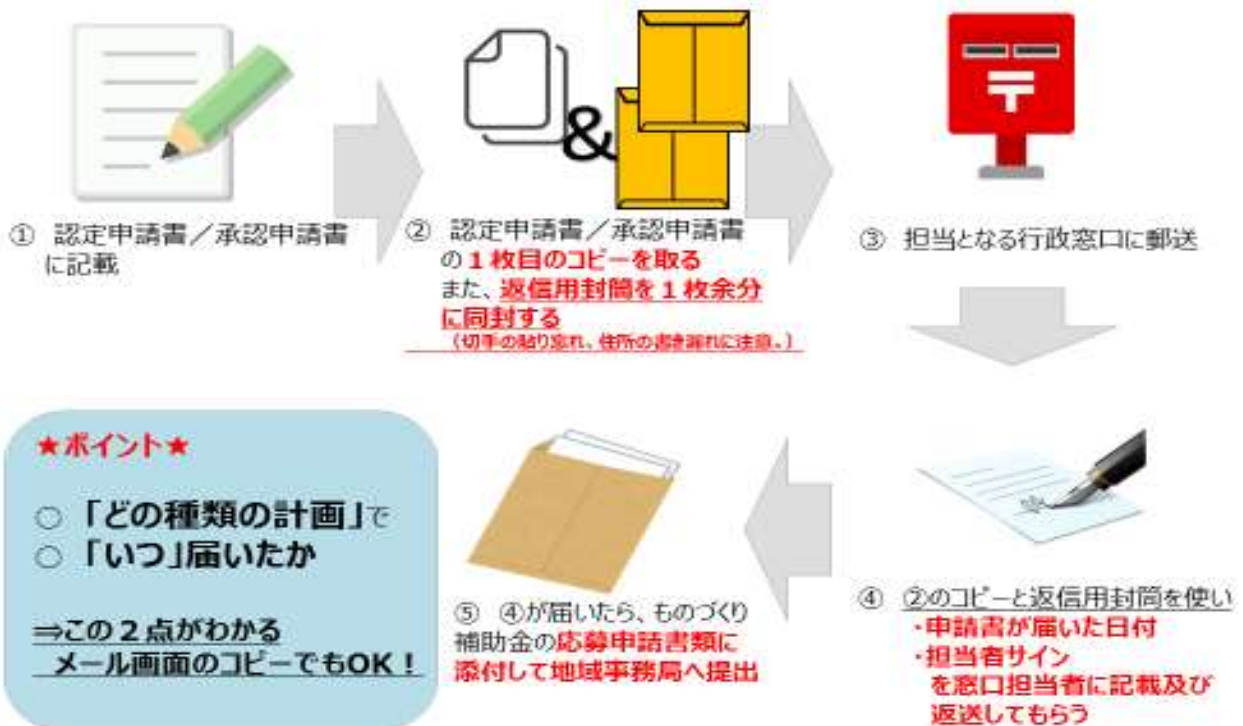 ① 認定申請書／承認申請書
に記載
&
② 認定申請書／承認申請書
の１枚目のコピーを取る
また、返信用封筒を１枚余分
に同封する
（切手の貼り忘れ、住所の書き漏れに注意。）
③ 担当となる行政窓口に郵送
④ ②のコピーと返信用封筒を使い
・申請書が届いた日付
・担当者サイン
を窓口担当者に記載及び
返送してもらう
⑤ ④が届いたら、ものづくり
補助金の応募申請書類に
添付して地域事務局へ提出
★ポイント★
○「どの種類の計画」で
○「いつ」届いたか
⇒この２点がわかる
メール画面のコピーでもOK！